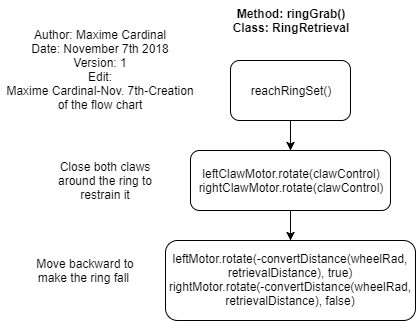 Method: ringGrab()
Class: RingRetrieval
Author: Maxime Cardinal
Date: November 7th 2018
Version: 1
Edit:
Maxime Cardinal-Nov. 7th-Creation
of the flow chart
reachRingSet()
Close both claws
around the ring to
restrain it
leftClawMotor.rotate(clawControl)
rightClawMotor.rotate(clawControl)
Move backward to
make the ring fall
leftMotor.rotate(-convertDistance(wheelRad,
retrievalDistance), true)
rightMotor.rotate(-convertDistance(wheelRad,
retrievalDistance), false)